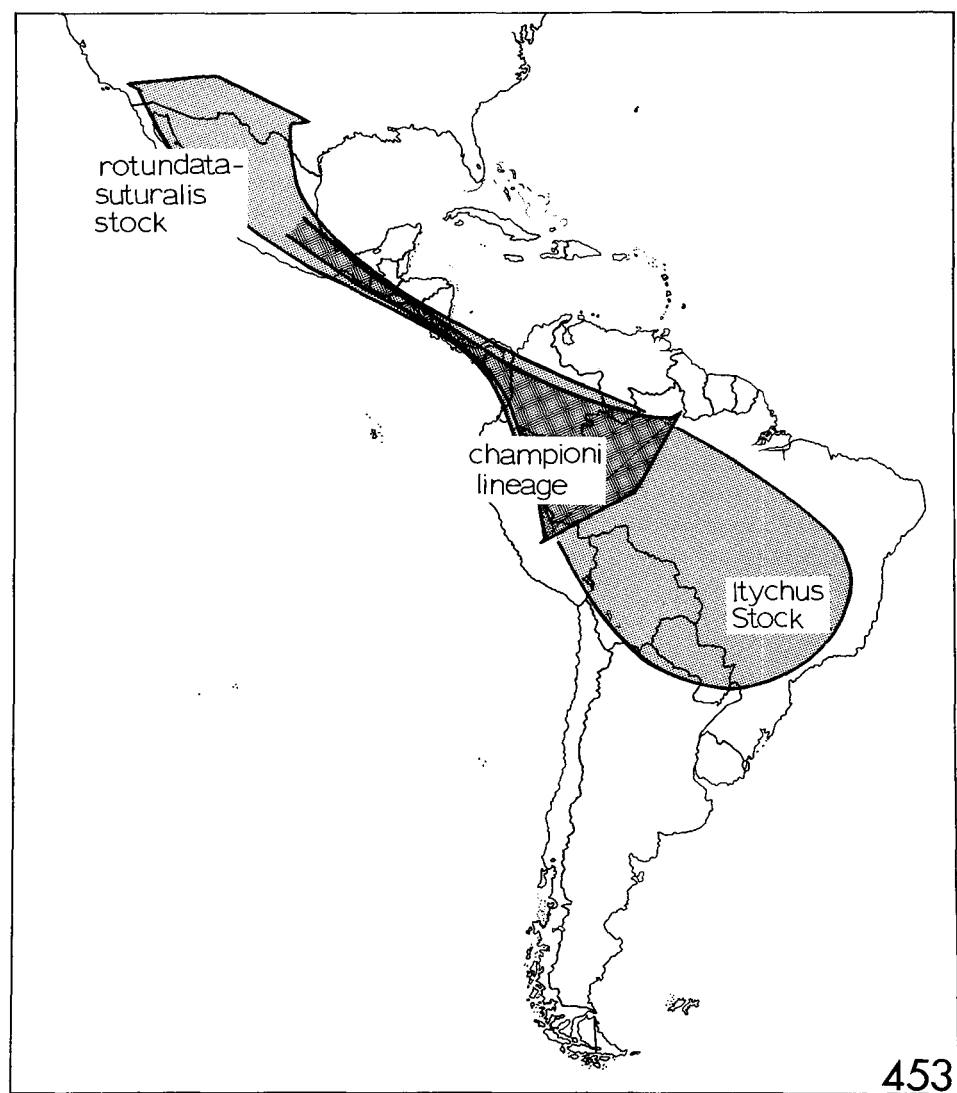 rotundata-
suturalis
stock
championi
lineage
Itychus
Stock
453